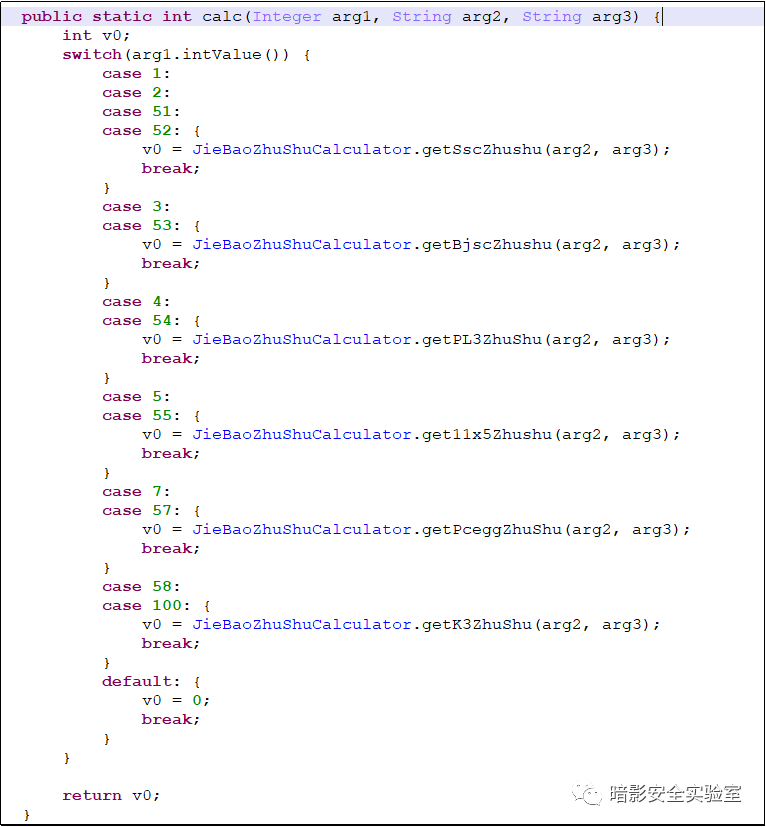 public static int calc(Integer arg1, String arg2, String arg3) {
    int v0;
    switch(arg1.intValue()) {
        case 1:
        case 2:
        case 51:
        case 52: {
            v0 = JieBaoZhuShuCalculator.getSscZhushu(arg2, arg3);
            break;
        }
        case 3:
        case 53: {
            v0 = JieBaoZhuShuCalculator.getBjscZhushu(arg2, arg3);
            break;
        }
        case 4:
        case 54: {
            v0 = JieBaoZhuShuCalculator.getPL3ZhuShu(arg2, arg3);
            break;
        }
        case 5:
        case 55: {
            v0 = JieBaoZhuShuCalculator.get11x5Zhushu(arg2, arg3);
            break;
        }
        case 7:
        case 57: {
            v0 = JieBaoZhuShuCalculator.getPceggZhuShu(arg2, arg3);
            break;
        }
        case 58:
        case 100: {
            v0 = JieBaoZhuShuCalculator.getK3ZhuShu(arg2, arg3);
            break;
        }
        default: {
            v0 = 0;
            break;
        }
    }

    return v0;
}
暗影安全实验室